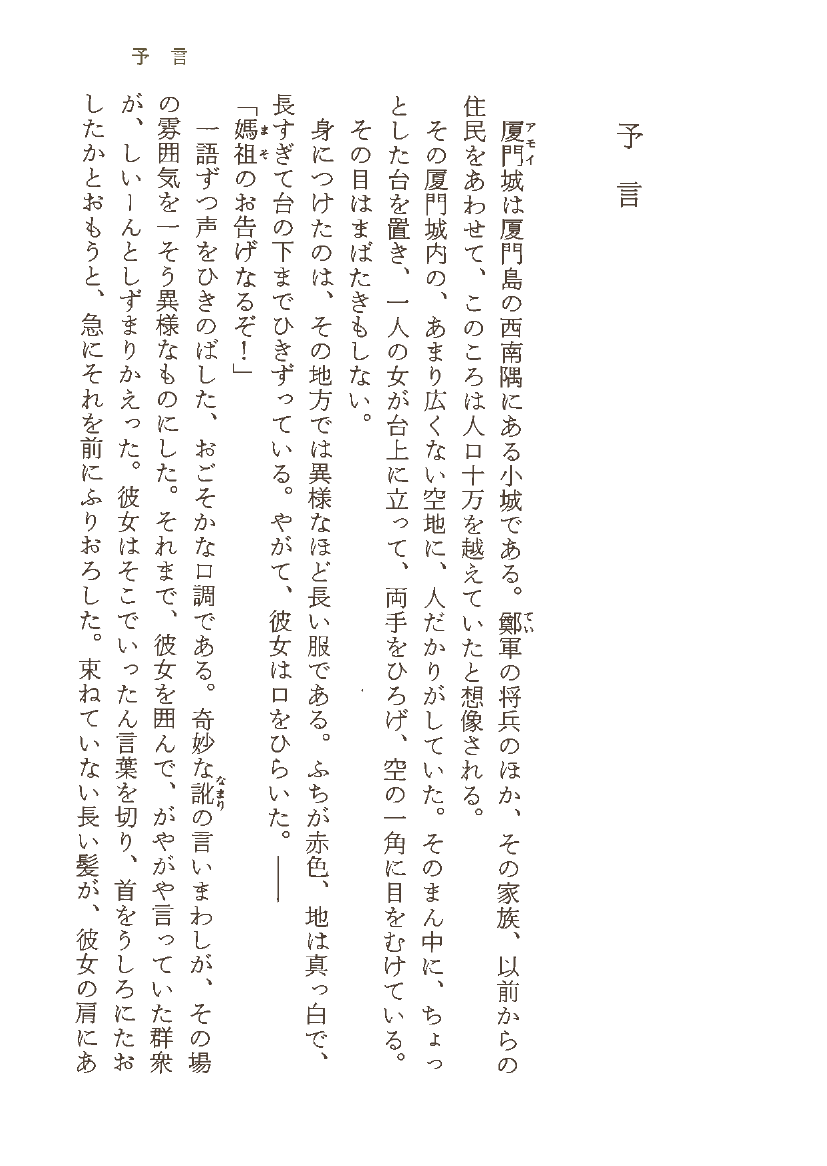 予言
予言
厦門城は厦門島の西南隅にある小城である。鄭軍の将兵のほか、その家族、以前からの
住民をあわせて、このころは人口十万を越えていたと想像される。
その厦門城内の、あまり広くない空地に、人だかりがしていた。そのまん中に、ちょっ
とした台を置き、一人の女が台上に立って、両手をひろげ、空の一角に目をむけている。
その目はまばたきもしない。
身につけたのは、その地方では異様なほど長い服である。ふちが赤色、地は真っ白で、
長すぎて台の下までひきずっている。やがて、彼女は口をひらいた。――
「媽祖のお告げなるぞ！」
一語ずつ声をひきのばした、おごそかな口調である。奇妙な訛の言いまわしが、その場
の雰囲気を一そう異様なものにした。それまで、彼女を囲んで、がやがや言っていた群衆
が、しいーんとしずまりかえった。彼女はそこでいったん言葉を切り、首をうしろにたお
したかとおもうと、急にそれを前にふりおろした。束ねていない長い髪が、彼女の肩にあ